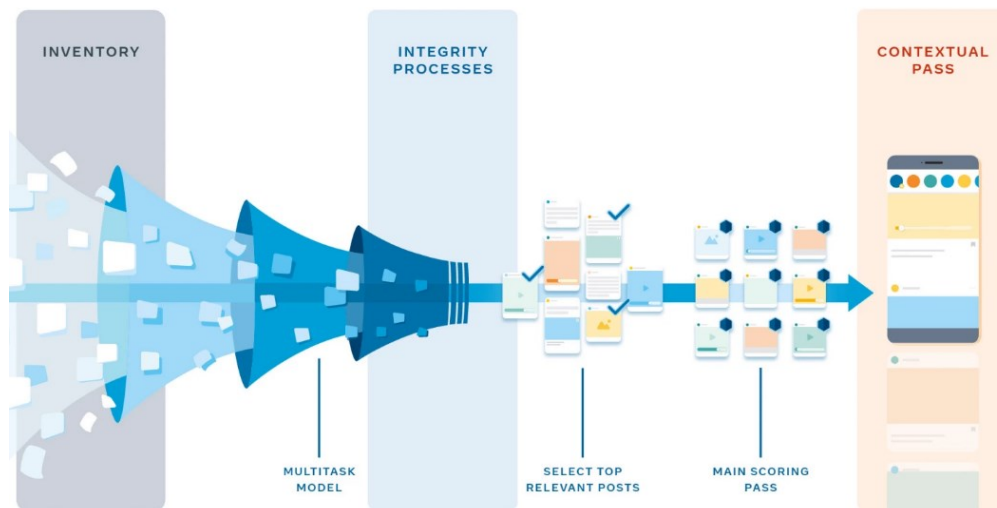 INVENTORY
INTEGRITY
PROCESSES
CONTEXTUAL
PASS
MULTITASK
MODEL
SELECT TOP
RELEVANT POSTS
MAIN SCORING
PASS